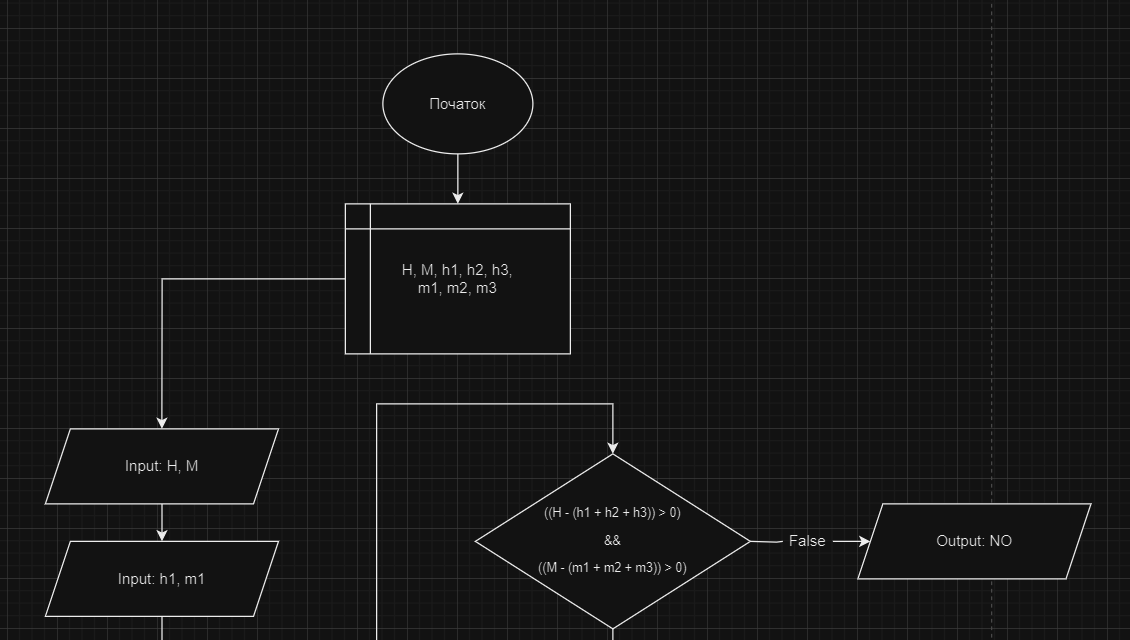 Початок
H, M, h1, h2, h3,
m1, m2, m3
Input: H, M
Input: h1, m1
((H - (h1 + h2 + h3)) > 0)
&&
((M - (m1 + m2 + m3)) > 0)
False
Output: NO